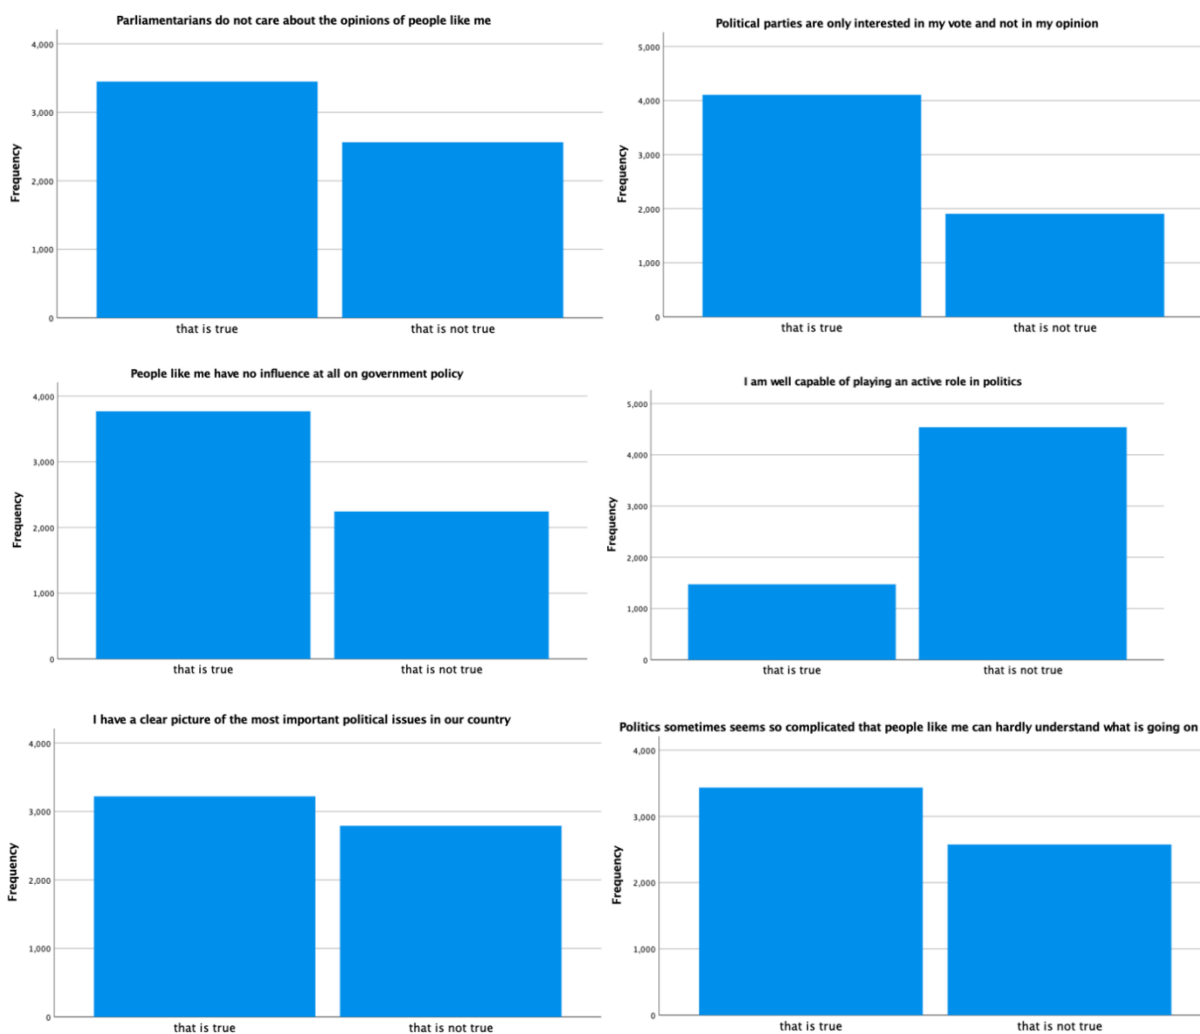 Parliamentarians do not care about the opinions of people like me
4,000
3,000
2,000
1,000
0
Frequency
that is true
that is not true
Political parties are only interested in my vote and not in my opinion
5,000
4,000
3,000
2,000
1,000
0
Frequency
that is true
that is not true
People like me have no influence at all on government policy
4,000
3,000
2,000
1,000
0
Frequency
that is true
that is not true
I am well capable of playing an active role in politics
5,000
4,000
3,000
2,000
1,000
0
Frequency
that is true
that is not true
I have a clear picture of the most important political issues in our country
4,000
3,000
2,000
1,000
0
Frequency
that is true
that is not true
Politics sometimes seems so complicated that people like me can hardly understand what is going on
4,000
3,000
2,000
1,000
0
Frequency
that is true
that is not true